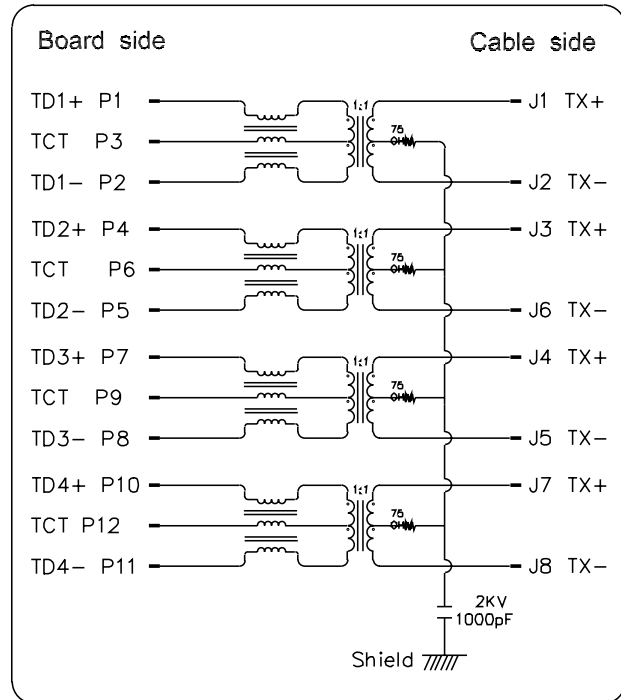 Board side
Cable side
TD1+ P1
1:1
J1 TX+
TCT P3
75
OHM
TD1- P2
J2 TX-
TD2+ P4
1:1
J3 TX+
TCT P6
75
OHM
TD2- P5
J6 TX-
TD3+ P7
1:1
J4 TX+
TCT P9
75
OHM
TD3- P8
J5 TX-
TD4+ P10
1:1
J7 TX+
TCT P12
75
OHM
TD4- P11
J8 TX-
2KV
1000pF
Shield